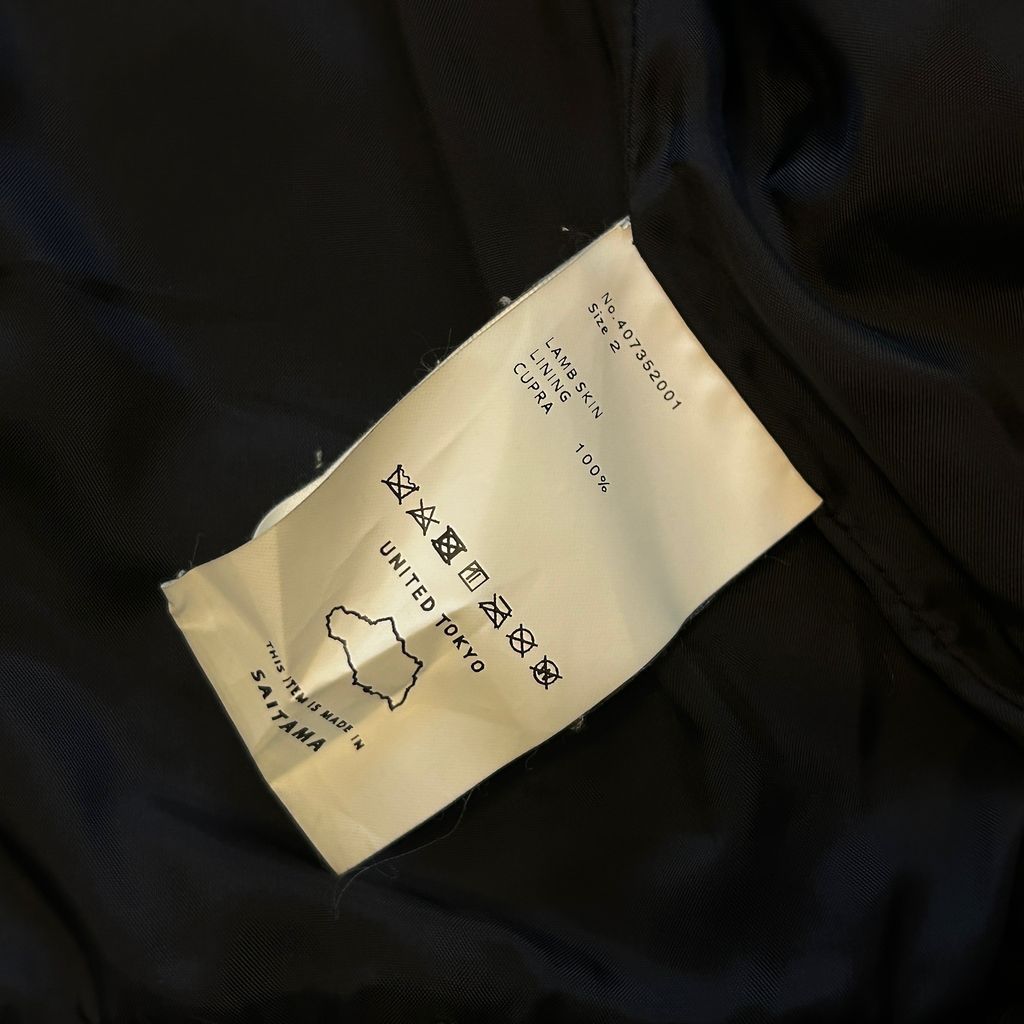 No.407352001
Size 2
LAMB SKIN
LINING
CUPRA 100%
UNITED TOKYO
THIS ITEM IS MADE IN
SAITAMA